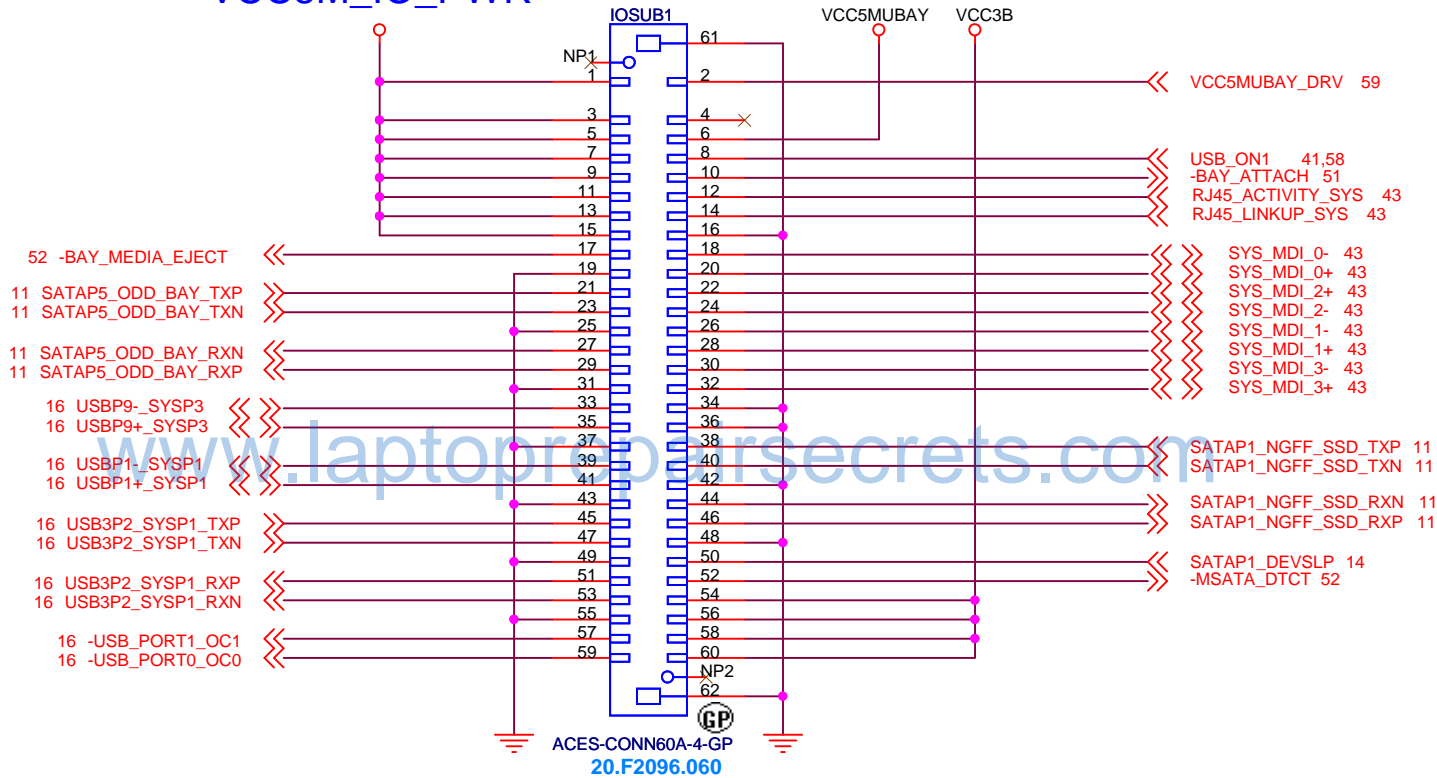 IOSUB1
VCC5MUBAY VCC3B
61
NP1
1 2 VCC5MUBAY_DRV 59
3 4
5 6
7 8 USB_ON1 41,58
9 10 -BAY_ATTACH 51
11 12 RJ45_ACTIVITY_SYS 43
13 14 RJ45_LINKUP_SYS 43
15 16
52 -BAY_MEDIA_EJECT 17 18 SYS_MDI_0- 43
19 20 SYS_MDI_0+ 43
11 SATAP5_ODD_BAY_TXP 21 22 SYS_MDI_2+ 43
11 SATAP5_ODD_BAY_TXN 23 24 SYS_MDI_2- 43
25 26 SYS_MDI_1- 43
11 SATAP5_ODD_BAY_RXN 27 28 SYS_MDI_1+ 43
11 SATAP5_ODD_BAY_RXP 29 30 SYS_MDI_3- 43
31 32 SYS_MDI_3+ 43
16 USBP9-_SYSP3 33 34
16 USBP9+_SYSP3 35 36
www.laptoprepairsecrets.com
37 38 SATAP1_NGFF_SSD_TXP 11
16 USBP1-_SYSP1 39 40 SATAP1_NGFF_SSD_TXN 11
16 USBP1+_SYSP1 41 42
43 44 SATAP1_NGFF_SSD_RXN 11
16 USB3P2_SYSP1_TXP 45 46 SATAP1_NGFF_SSD_RXP 11
16 USB3P2_SYSP1_TXN 47 48
49 50 SATAP1_DEVSLP 14
16 USB3P2_SYSP1_RXP 51 52 -MSATA_DTCT 52
16 USB3P2_SYSP1_RXN 53 54
55 56
16 -USB_PORT1_OC1 57 58
16 -USB_PORT0_OC0 59 60
NP2
62
GP
ACES-CONN60A-4-GP
20.F2096.060